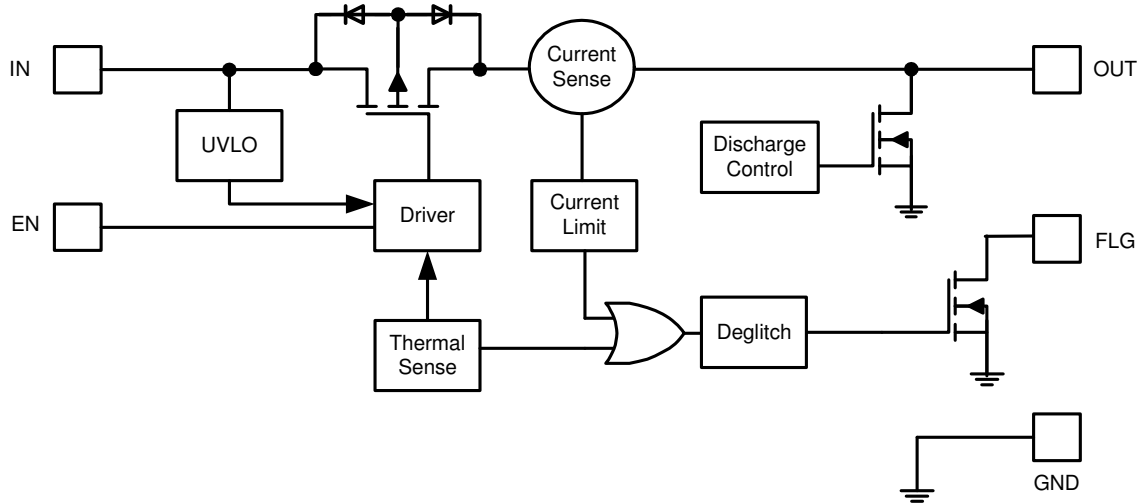 IN
Current
Sense
OUT
UVLO
Discharge
Control
EN
Driver
Current
Limit
FLG
Thermal
Sense
Deglitch
GND